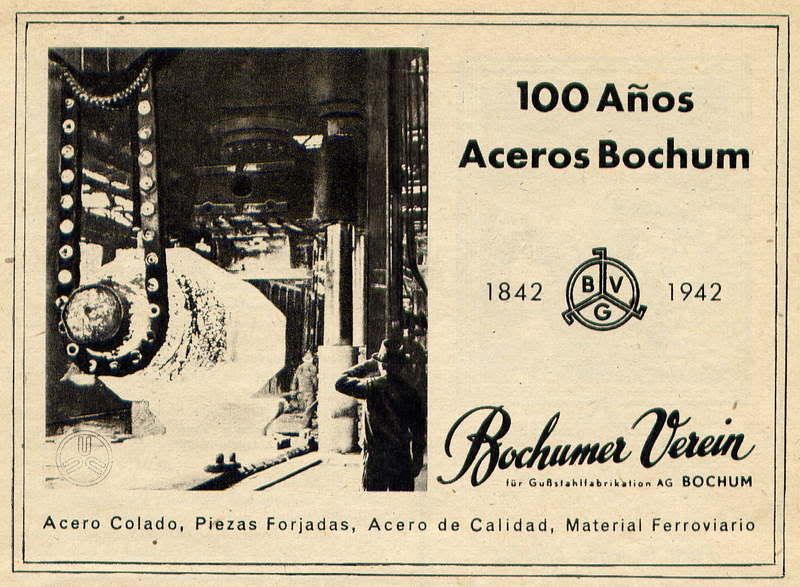 100 Años
Aceros Bochum
1842 BVG 1942
Bochumer Verein
für Gußstahlfabrikation AG BOCHUM
Acero Colado, Piezas Forjadas, Acero de Calidad, Material Ferroviario